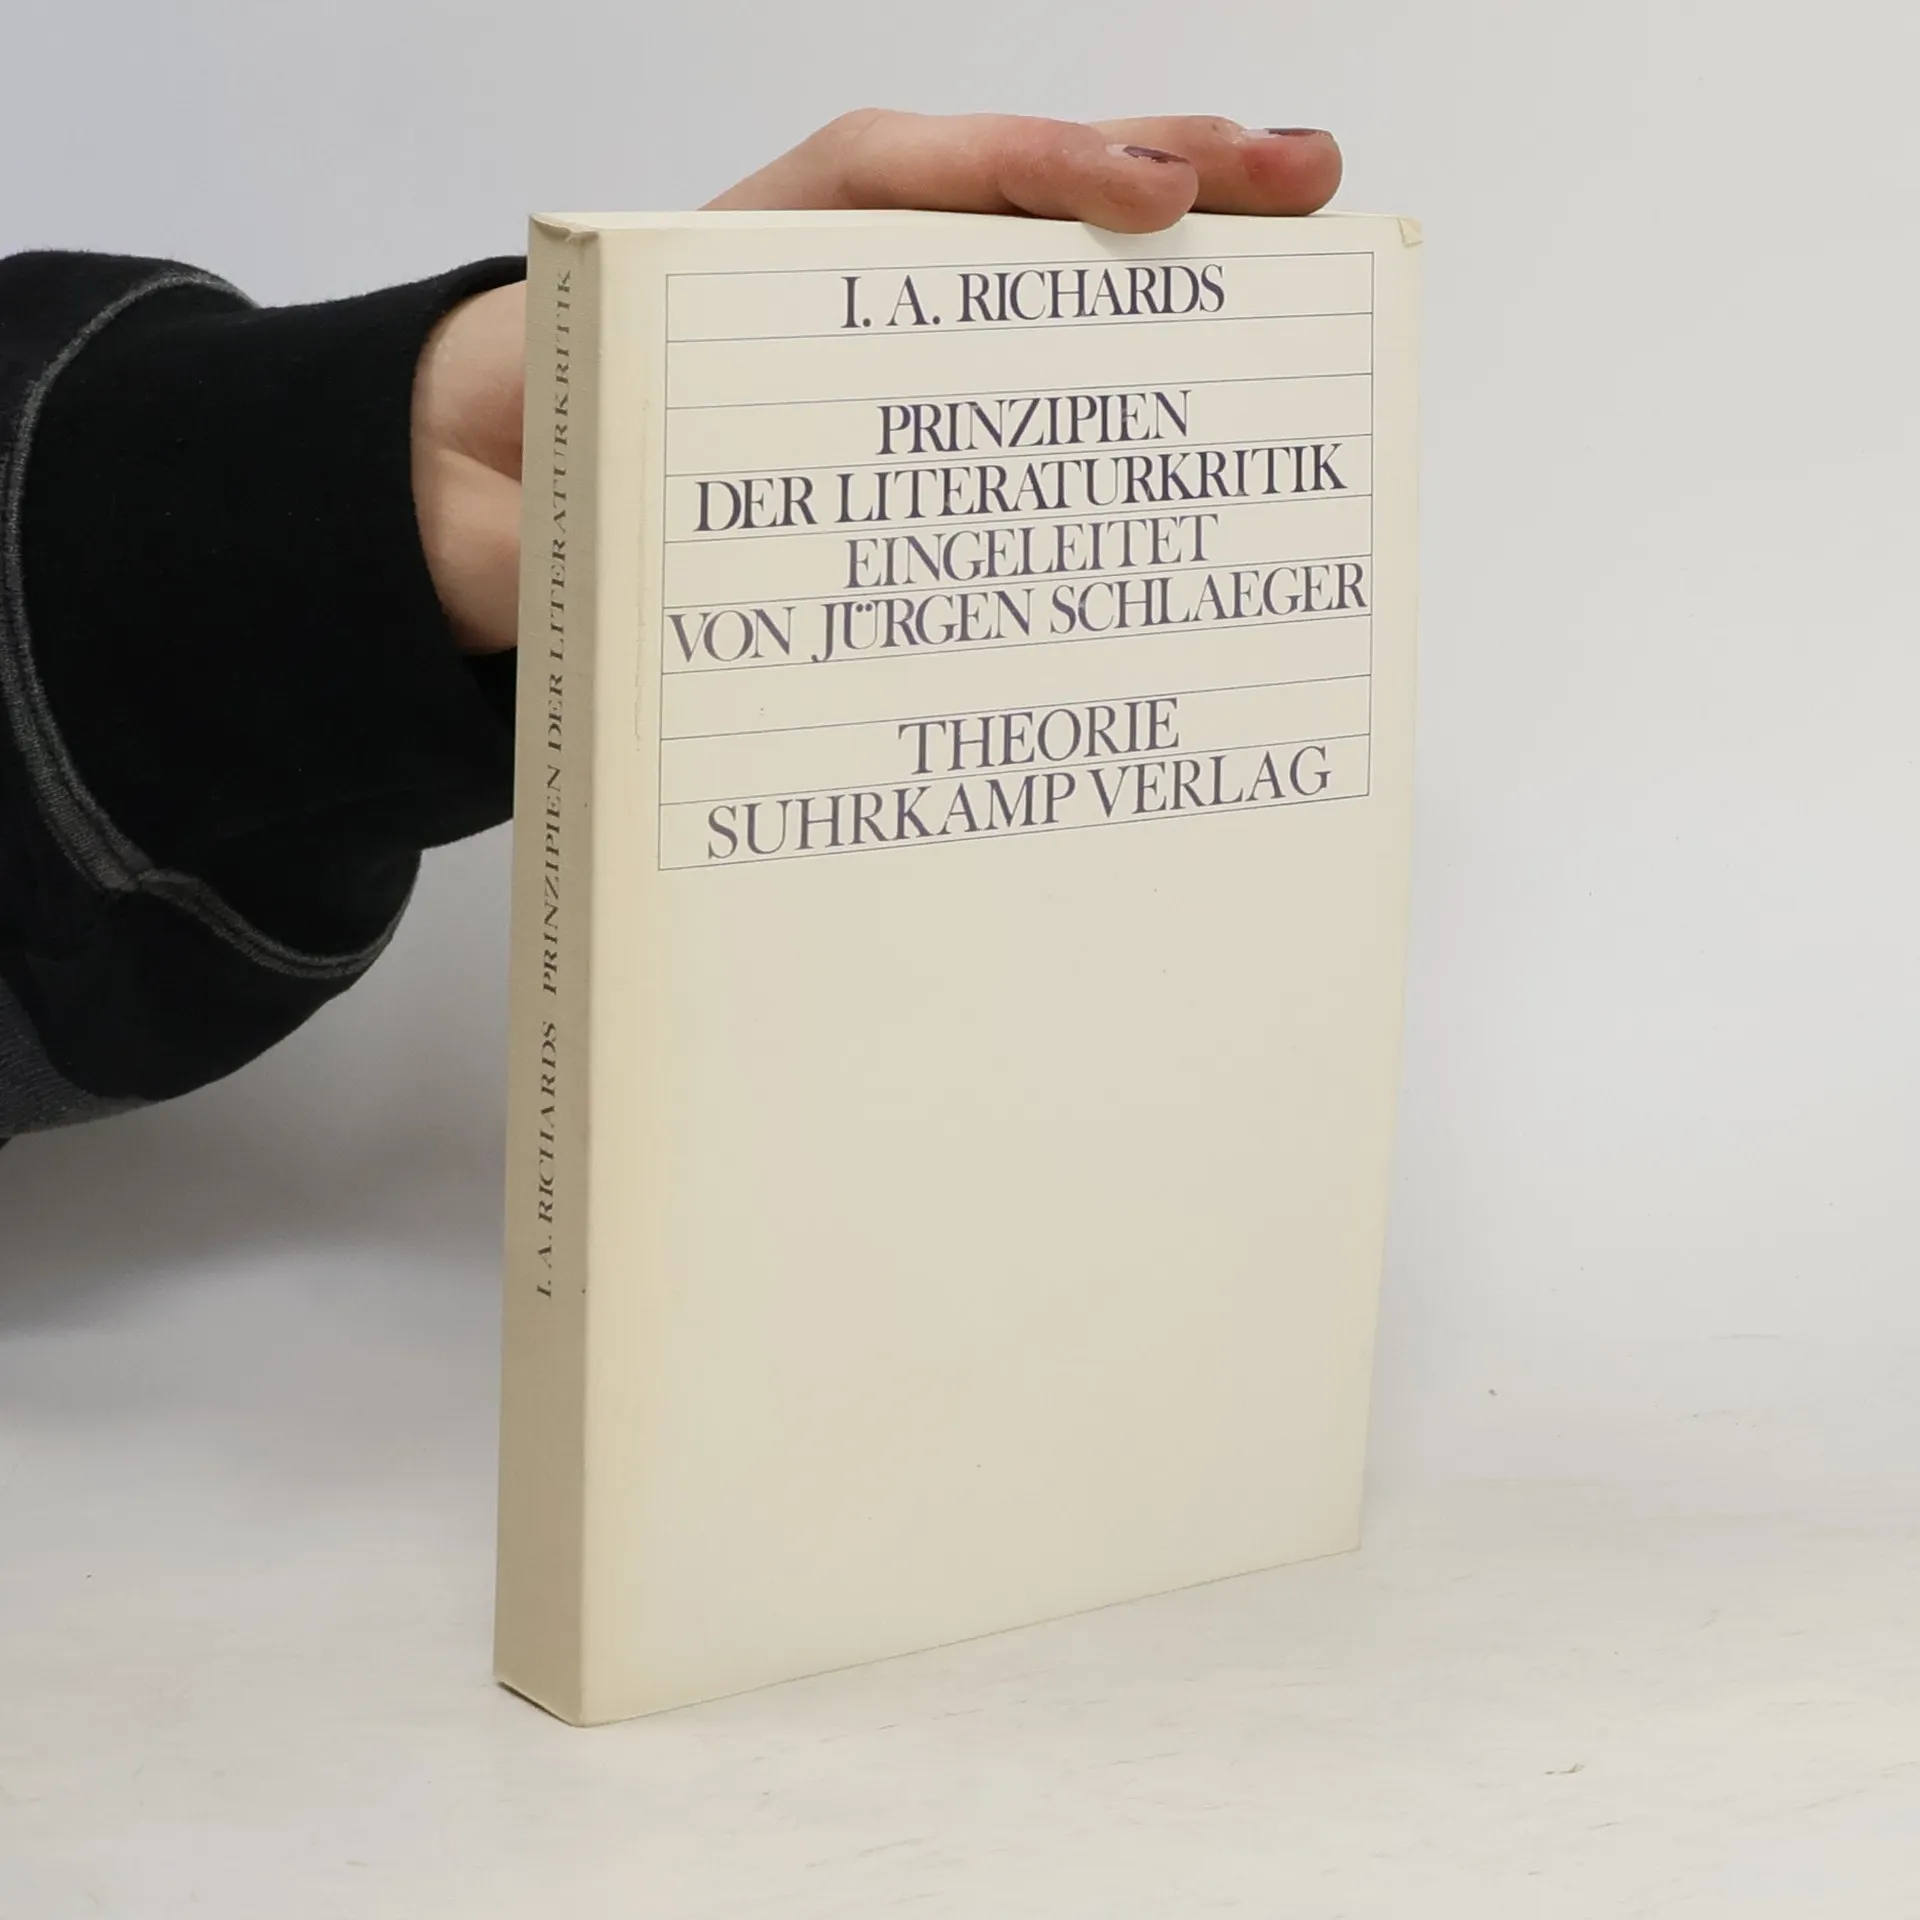 I. A. RICHARDS
PRINZIPIEN
DER LITERATURKRITIK
EINGELEITET
VON JÜRGEN SCHLAEGER
THEORIE
SUHRKAMP VERLAG
I. A. RICHARDS PRINZIPIEN DER LITERATURKRITIK